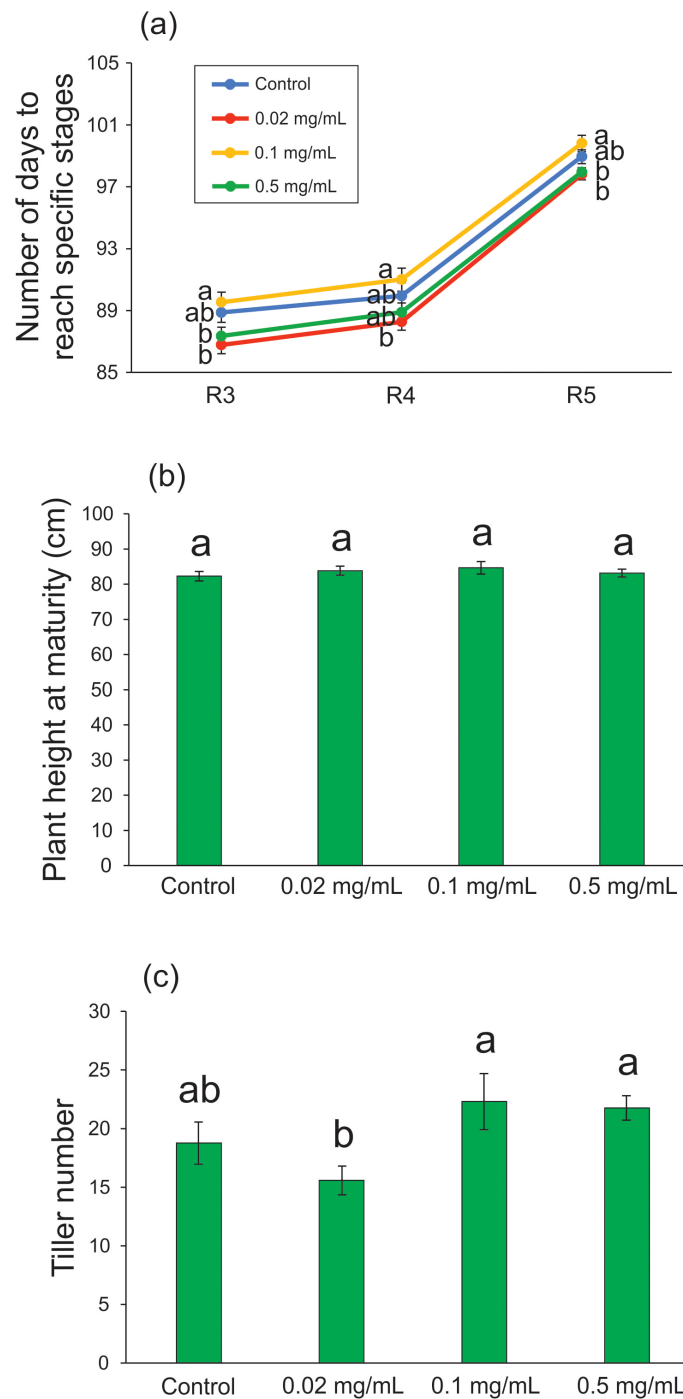 (a)
Number of days to
reach specific stages
105
101
97
93
89
85
Control
0.02 mg/mL
0.1 mg/mL
0.5 mg/mL
a
ab
b
b
a
ab
ab
b
a
ab
b
b
R3 R4 R5
(b)
Plant height at maturity (cm)
100
90
80
70
60
50
40
30
20
10
0
a a a a
Control 0.02 mg/mL 0.1 mg/mL 0.5 mg/mL
(c)
Tiller number
30
25
20
15
10
5
0
ab b a a
Control 0.02 mg/mL 0.1 mg/mL 0.5 mg/mL